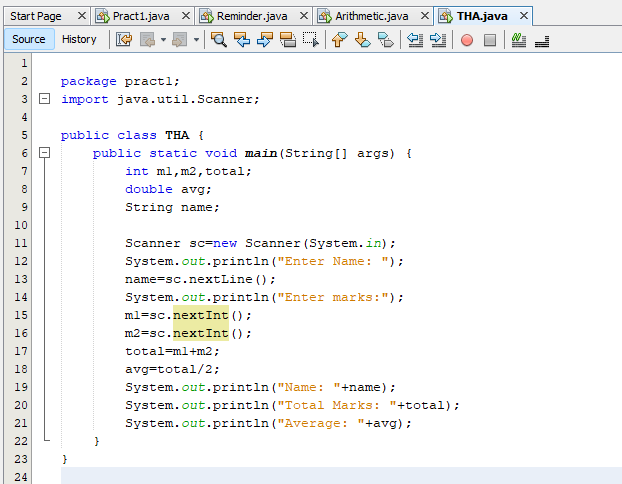 Start Page Pract1.java Reminder.java Arithmetic.java THA.java
Source History
1
2 package pract1;
3 import java.util.Scanner;
4
5 public class THA {
6 public static void main(String[] args) {
7 int m1,m2,total;
8 double avg;
9 String name;
10
11 Scanner sc=new Scanner(System.in);
12 System.out.println("Enter Name: ");
13 name=sc.nextLine();
14 System.out.println("Enter marks:");
15 m1=sc.nextInt();
16 m2=sc.nextInt();
17 total=m1+m2;
18 avg=total/2;
19 System.out.println("Name: "+name);
20 System.out.println("Total Marks: "+total);
21 System.out.println("Average: "+avg);
22 }
23 }
24